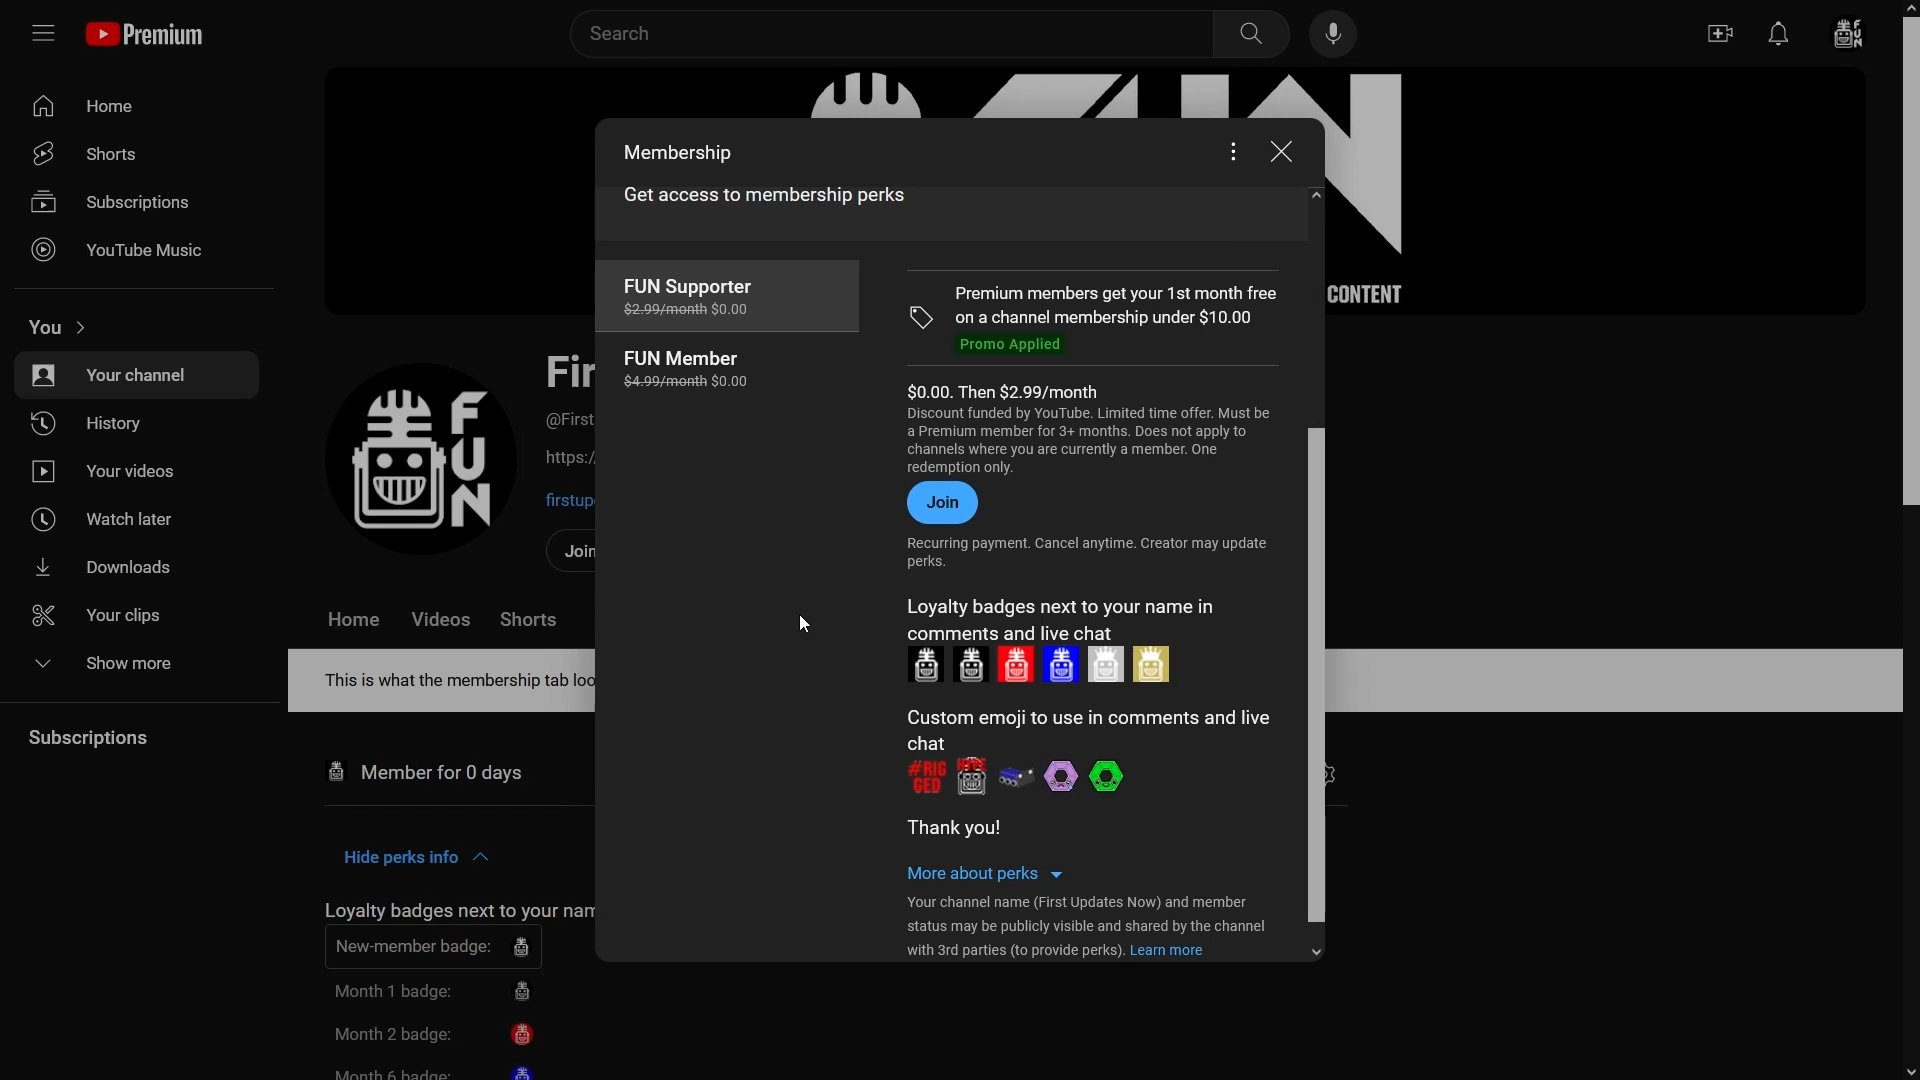 Premium
Search
FUN
Home
Shorts
Subscriptions
YouTube Music
You
Your channel
History
Your videos
Watch later
Downloads
Your clips
Show more
Subscriptions
CONTENT
FUN
Fir
@First
https:/
firstup
Join
Home Videos Shorts
This is what the membership tab loo
Member for 0 days
Hide perks info
Loyalty badges next to your nam
New-member badge:
Month 1 badge:
Month 2 badge:
Month 6 badge:
Membership
Get access to membership perks
FUN Supporter
$2.99/month $0.00
FUN Member
$4.99/month $0.00
Premium members get your 1st month free
on a channel membership under $10.00
Promo Applied
$0.00. Then $2.99/month
Discount funded by YouTube. Limited time offer. Must be
a Premium member for 3+ months. Does not apply to
channels where you are currently a member. One
redemption only.
Join
Recurring payment. Cancel anytime. Creator may update
perks.
Loyalty badges next to your name in
comments and live chat
Custom emoji to use in comments and live
chat
#RIG
GED
HYPE
Thank you!
More about perks
Your channel name (First Updates Now) and member
status may be publicly visible and shared by the channel
with 3rd parties (to provide perks). Learn more